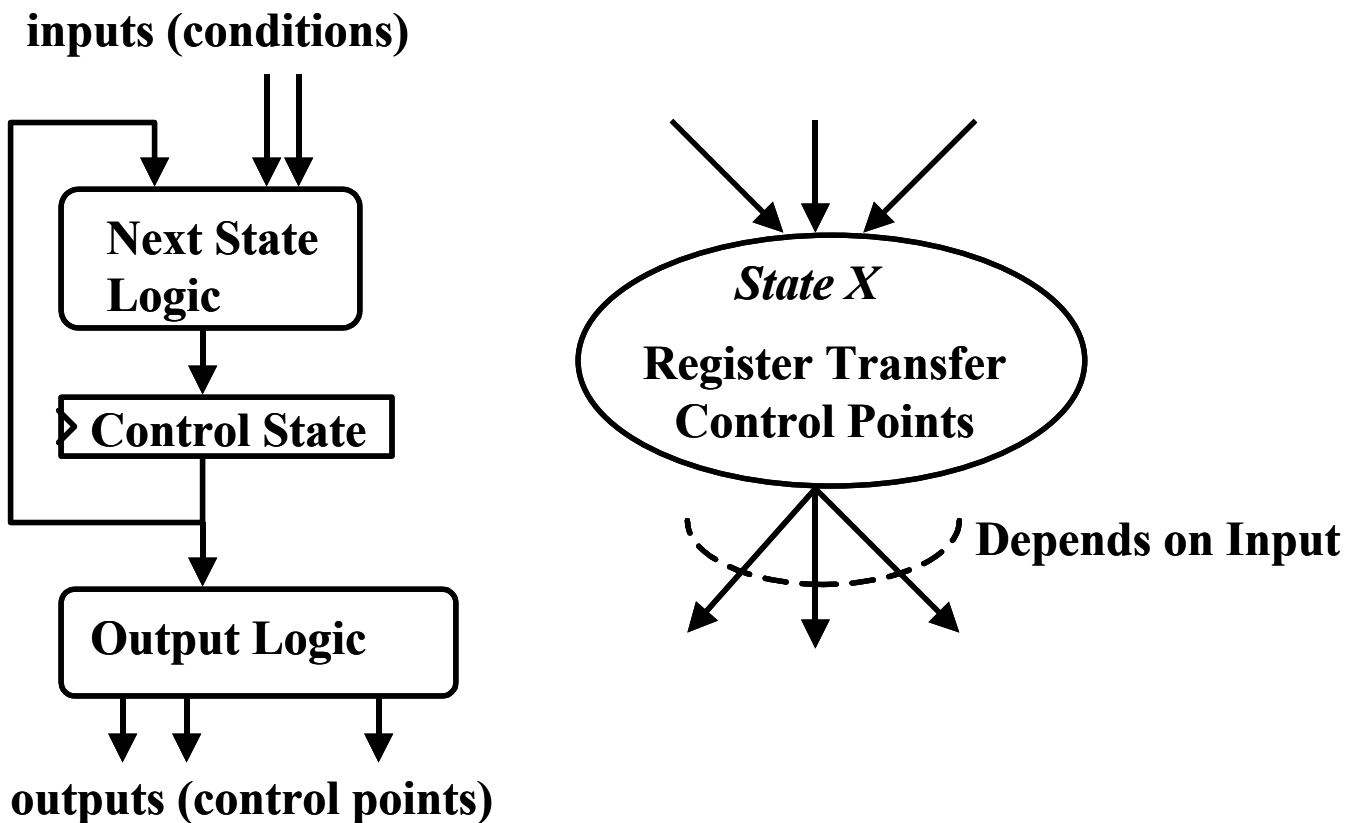 inputs (conditions)
Next State
Logic
Control State
Output Logic
outputs (control points)
State X
Register Transfer
Control Points
Depends on Input